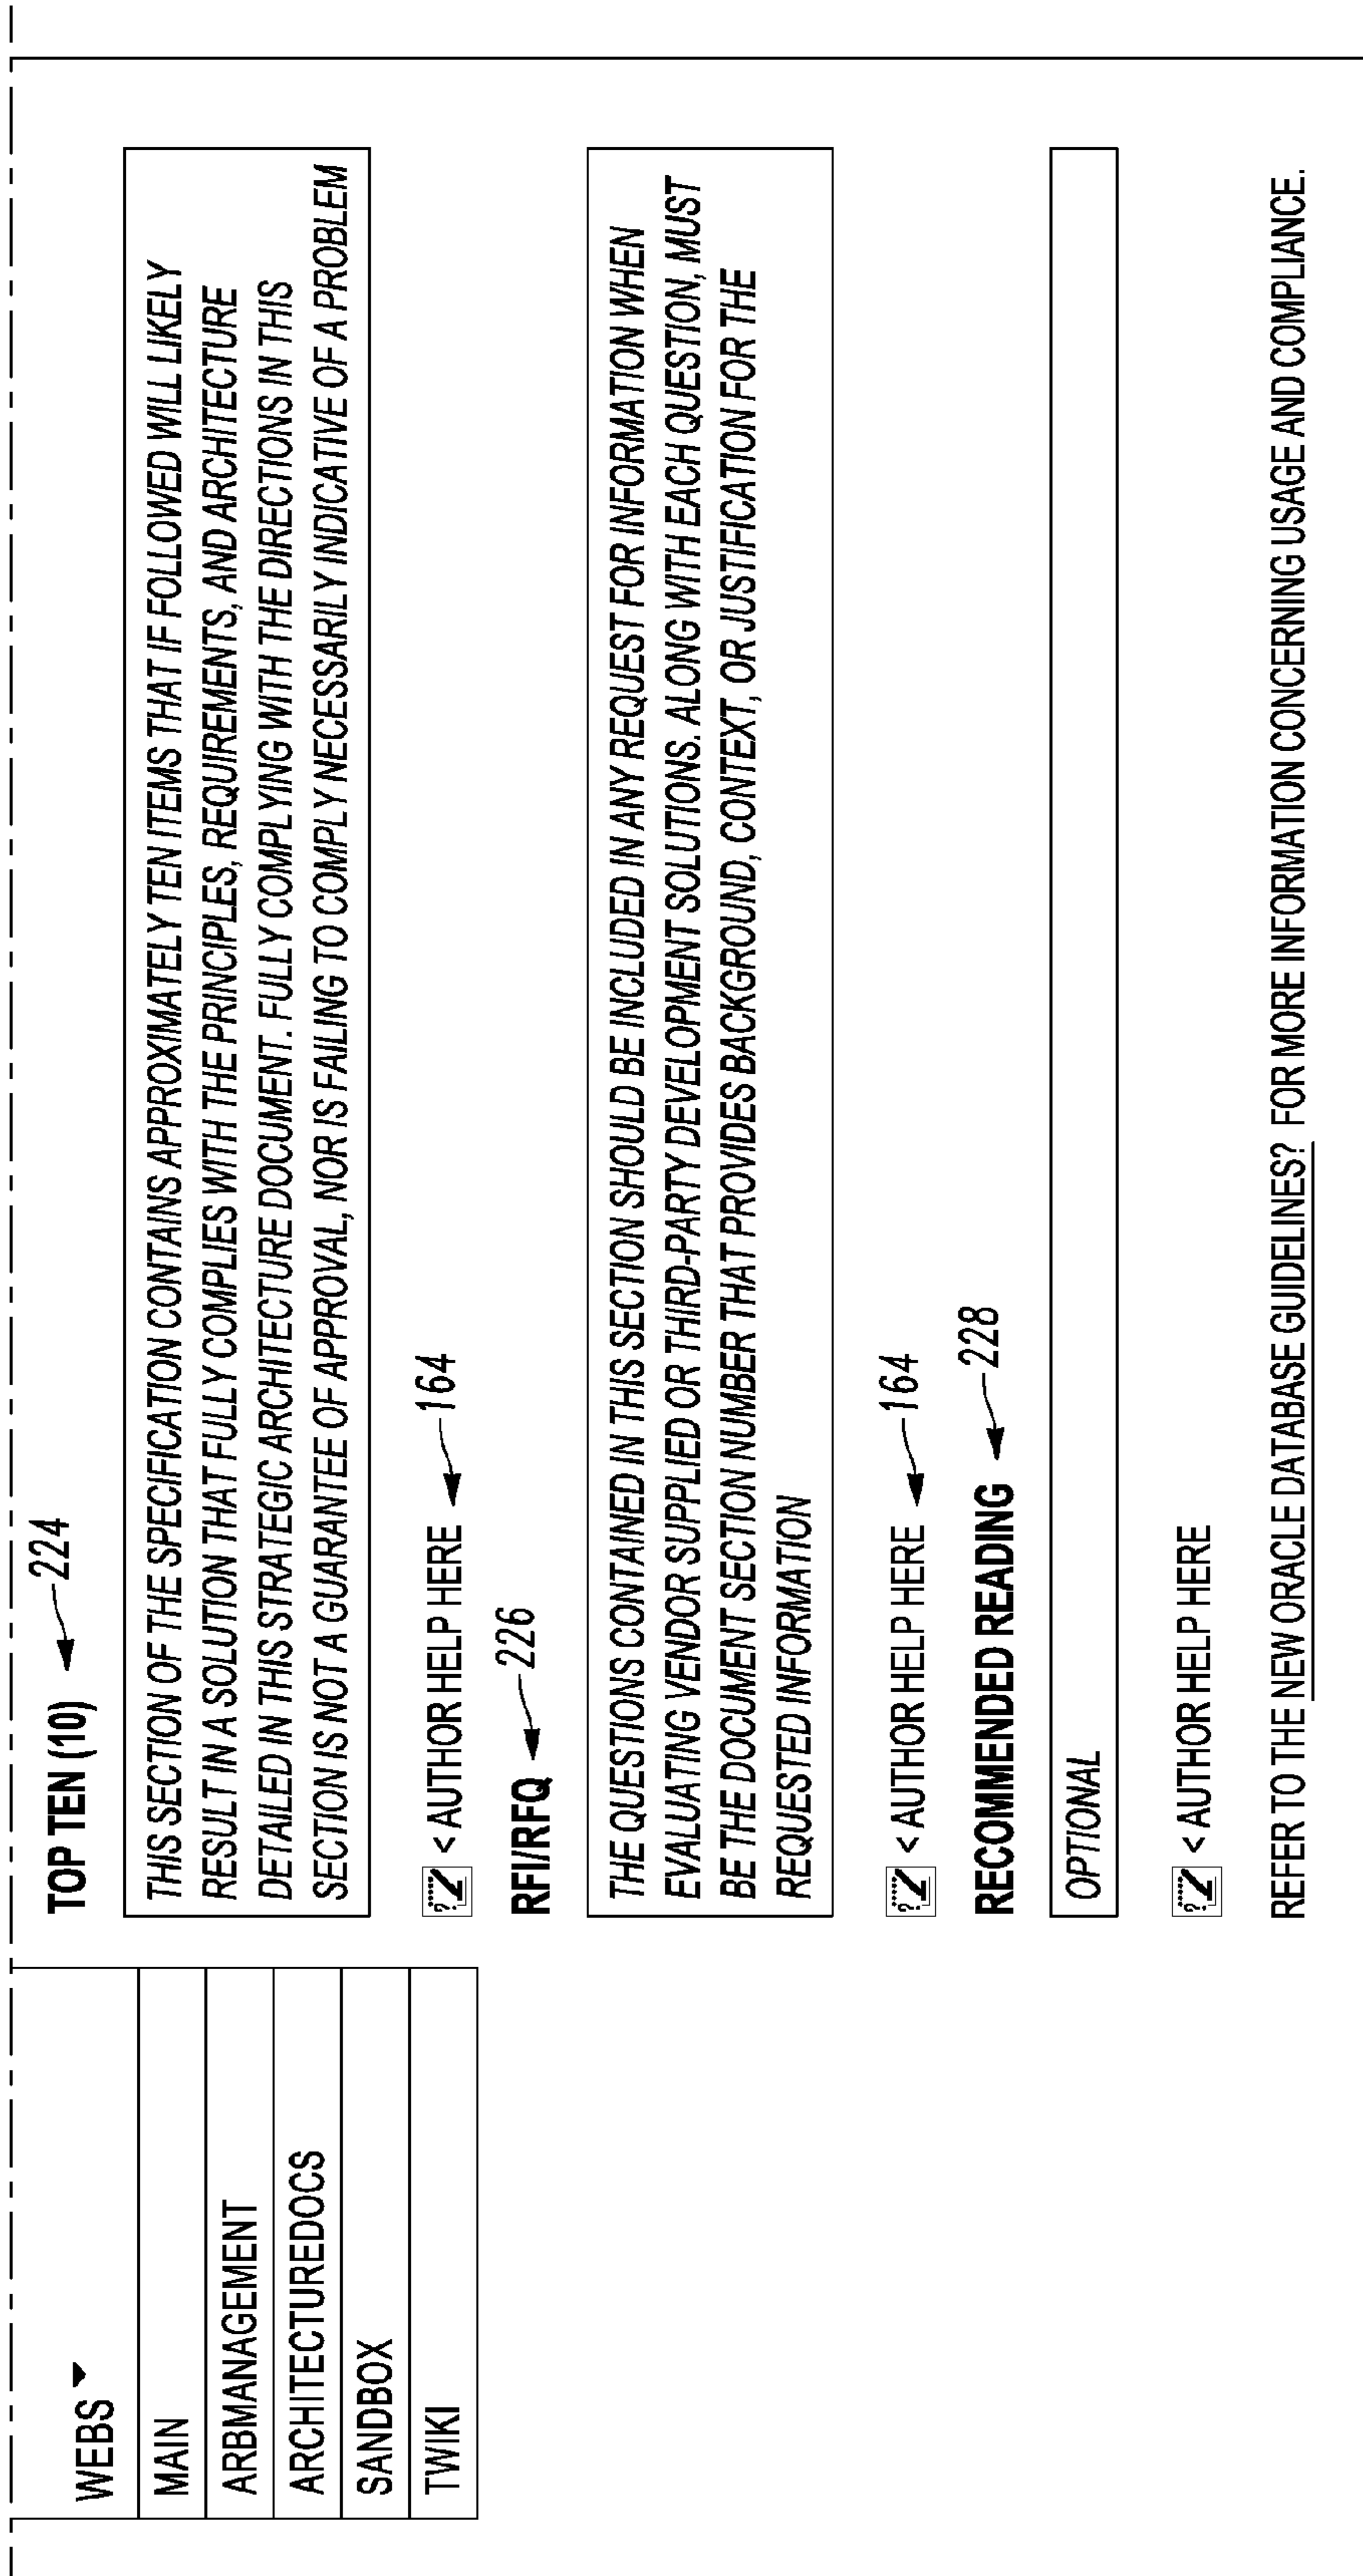 WEBS
MAIN
ARBMANAGEMENT
ARCHITECTUREDOCS
SANDBOX
TWIKI
TOP TEN (10) 224
THIS SECTION OF THE SPECIFICATION CONTAINS APPROXIMATELY TEN ITEMS THAT IF FOLLOWED WILL LIKELY
RESULT IN A SOLUTION THAT FULLY COMPLIES WITH THE PRINCIPLES, REQUIREMENTS, AND ARCHITECTURE
DETAILED IN THIS STRATEGIC ARCHITECTURE DOCUMENT. FULLY COMPLYING WITH THE DIRECTIONS IN THIS
SECTION IS NOT A GUARANTEE OF APPROVAL, NOR IS FAILING TO COMPLY NECESSARILY INDICATIVE OF A PROBLEM
? < AUTHOR HELP HERE 164
RFI/RFQ 226
THE QUESTIONS CONTAINED IN THIS SECTION SHOULD BE INCLUDED IN ANY REQUEST FOR INFORMATION WHEN
EVALUATING VENDOR SUPPLIED OR THIRD-PARTY DEVELOPMENT SOLUTIONS. ALONG WITH EACH QUESTION, MUST
BE THE DOCUMENT SECTION NUMBER THAT PROVIDES BACKGROUND, CONTEXT, OR JUSTIFICATION FOR THE
REQUESTED INFORMATION
? < AUTHOR HELP HERE 164
RECOMMENDED READING 228
OPTIONAL
? < AUTHOR HELP HERE
REFER TO THE NEW ORACLE DATABASE GUIDELINES? FOR MORE INFORMATION CONCERNING USAGE AND COMPLIANCE.